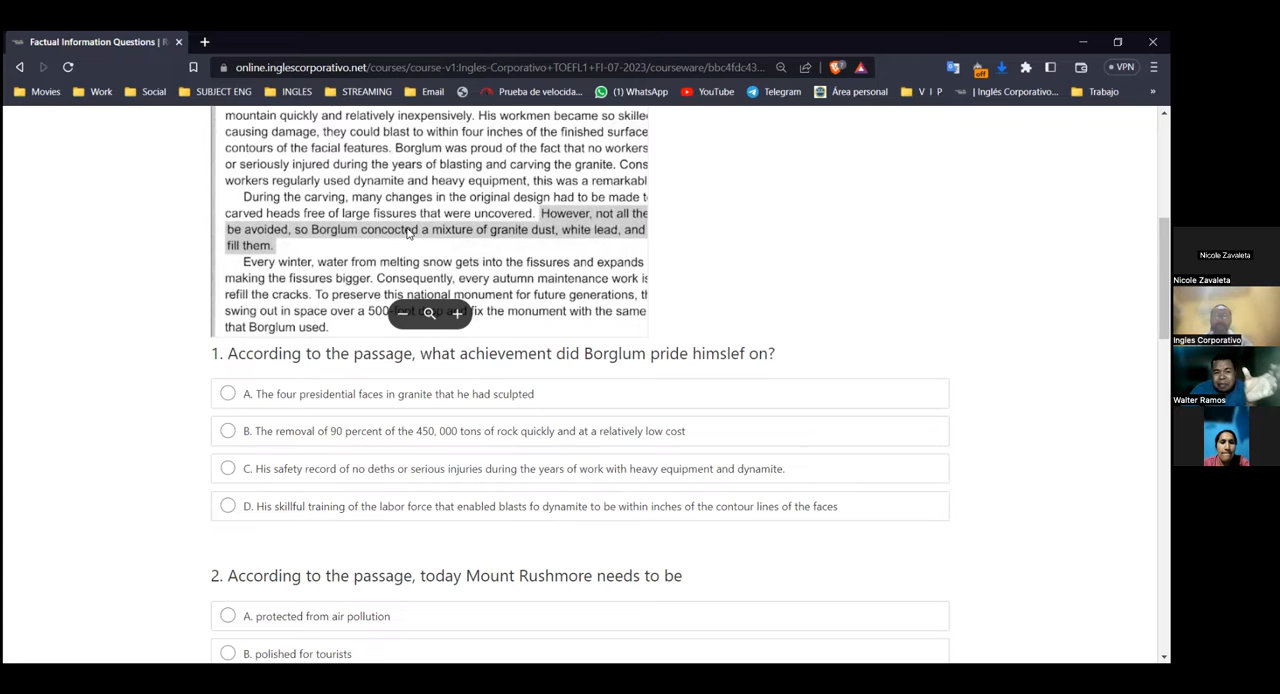 Factual Information Questions |
online.inglescorporativo.net/courses/course-v1:Ingles-Corporativo+TOEFL1+FI-07-2023/courseware/bbc4fdc43...
VPN
Movies
Work
Social
SUBJECT ENG
INGLES
STREAMING
Email
Prueba de velocida...
(1) WhatsApp
YouTube
Telegram
Área personal
V I P
| Inglés Corporativo...
Trabajo
»
off
mountain quickly and relatively inexpensively. His workmen became so skille
causing damage, they could blast to within four inches of the finished surface
contours of the facial features. Borglum was proud of the fact that no workers
or seriously injured during the years of blasting and carving the granite. Cons
workers regularly used dynamite and heavy equipment, this was a remarkabl
During the carving, many changes in the original design had to be made t
carved heads free of large fissures that were uncovered. However, not all the
be avoided, so Borglum concocted a mixture of granite dust, white lead, and
fill them.
Every winter, water from melting snow gets into the fissures and expands
making the fissures bigger. Consequently, every autumn maintenance work is
refill the cracks. To preserve this national monument for future generations, th
swing out in space over a 500-foot drop and fix the monument with the same
that Borglum used.
1. According to the passage, what achievement did Borglum pride himslef on?
A. The four presidential faces in granite that he had sculpted
B. The removal of 90 percent of the 450, 000 tons of rock quickly and at a relatively low cost
C. His safety record of no deths or serious injuries during the years of work with heavy equipment and dynamite.
D. His skillful training of the labor force that enabled blasts fo dynamite to be within inches of the contour lines of the faces
2. According to the passage, today Mount Rushmore needs to be
A. protected from air pollution
B. polished for tourists
Nicole Zavaleta
Nicole Zavaleta
Ingles Corporativo
Walter Ramos